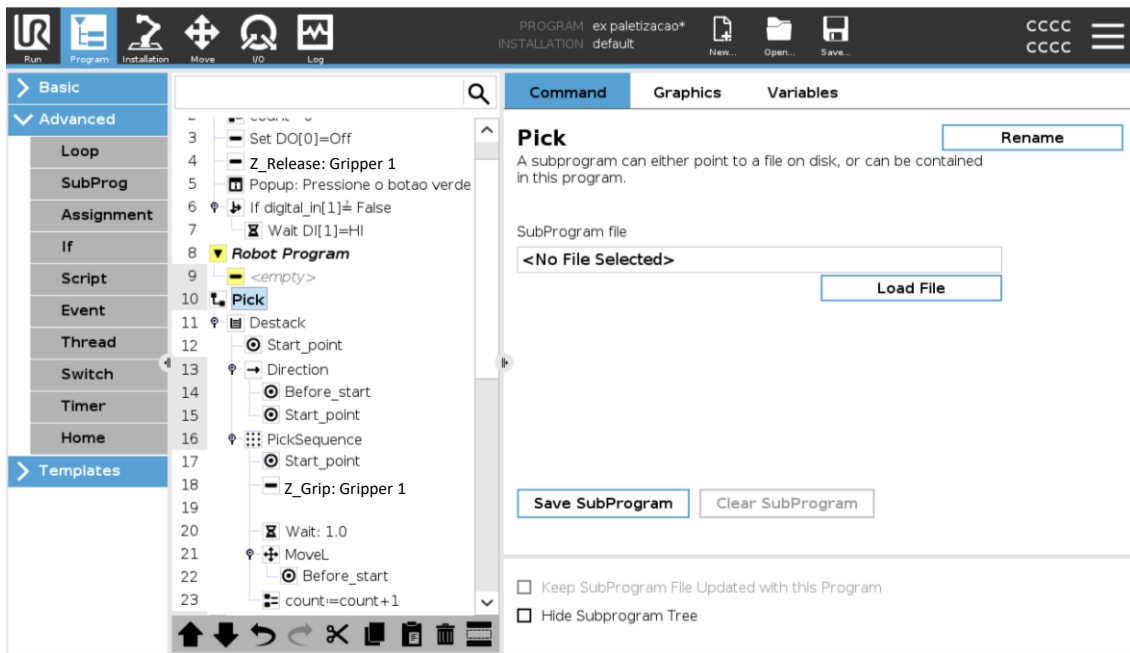 UR
PROGRAM ex paletizacao*
INSTALLATION default
CCCC
CCCC
Run Program Installation Move I/O Log New... Open... Save...
Basic
Advanced
Loop
SubProg
Assignment
If
Script
Event
Thread
Switch
Timer
Home
Templates
3 Set DO[0]=Off
4 Z_Release: Gripper 1
5 Popup: Pressione o botao verde
6 If digital_in[1]≟ False
7 Wait DI[1]=HI
8 Robot Program
9 <empty>
10 Pick
11 Destack
12 Start_point
13 Direction
14 Before_start
15 Start_point
16 PickSequence
17 Start_point
18 Z_Grip: Gripper 1
19
20 Wait: 1.0
21 MoveL
22 Before_start
23 count≔count+1
Command Graphics Variables
Pick
Rename
A subprogram can either point to a file on disk, or can be contained
in this program.
SubProgram file
<No File Selected>
Load File
Save SubProgram Clear SubProgram
Keep SubProgram File Updated with this Program
Hide Subprogram Tree